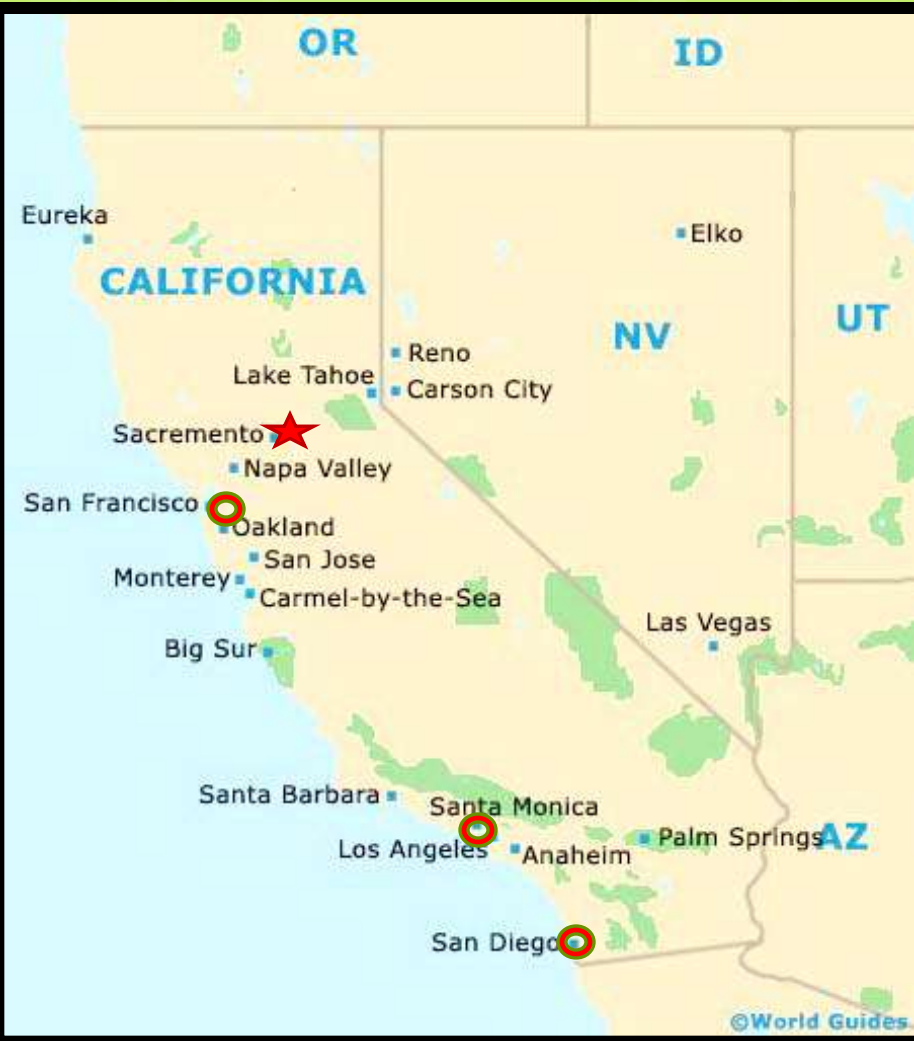 OR
ID
Eureka
Elko
CALIFORNIA
UT
NV
Reno
Lake Tahoe
Carson City
Sacremento
Napa Valley
San Francisco
Oakland
San Jose
Monterey
Carmel-by-the-Sea
Las Vegas
Big Sur
Santa Barbara
Santa Monica
Palm Springs
AZ
Los Angeles
Anaheim
San Diego
©World Guides